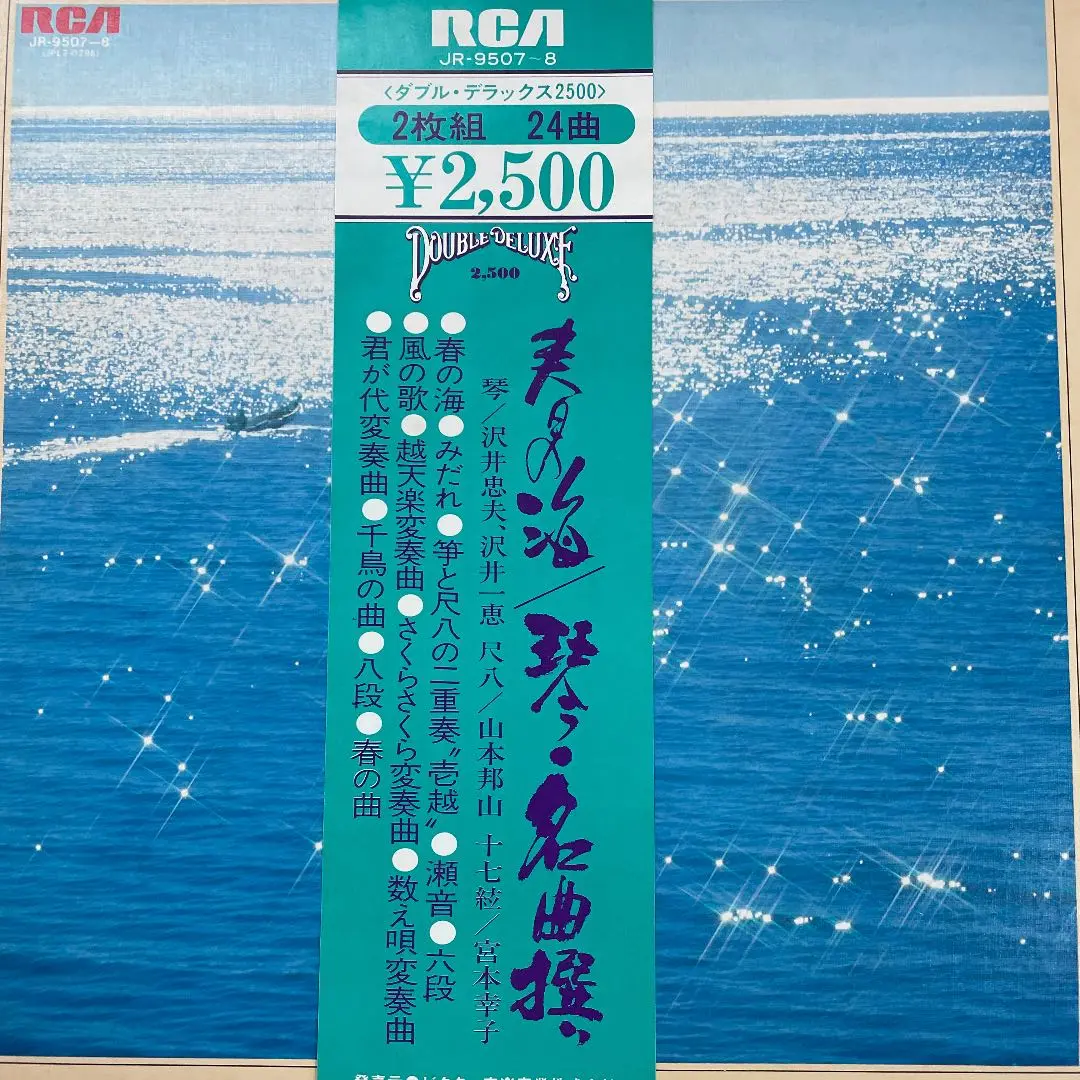 RCA
JR-9507~8
RCA
JR-9507~8
〈ダブル・デラックス2500〉
2枚組 24曲
¥2,500
DOUBLE DELUXE
2,500
春の海/琴・名曲撰
琴/沢井忠夫、沢井一恵 尺八/山本邦山 十七絃/宮本幸子
●春の海●みだれ●箏と尺八の二重奏〝壱越〟●瀬音●六段
●風の歌●越天楽変奏曲●さくらさくら変奏曲●数え唄変奏曲
●君が代変奏曲●千鳥の曲●八段●春の曲